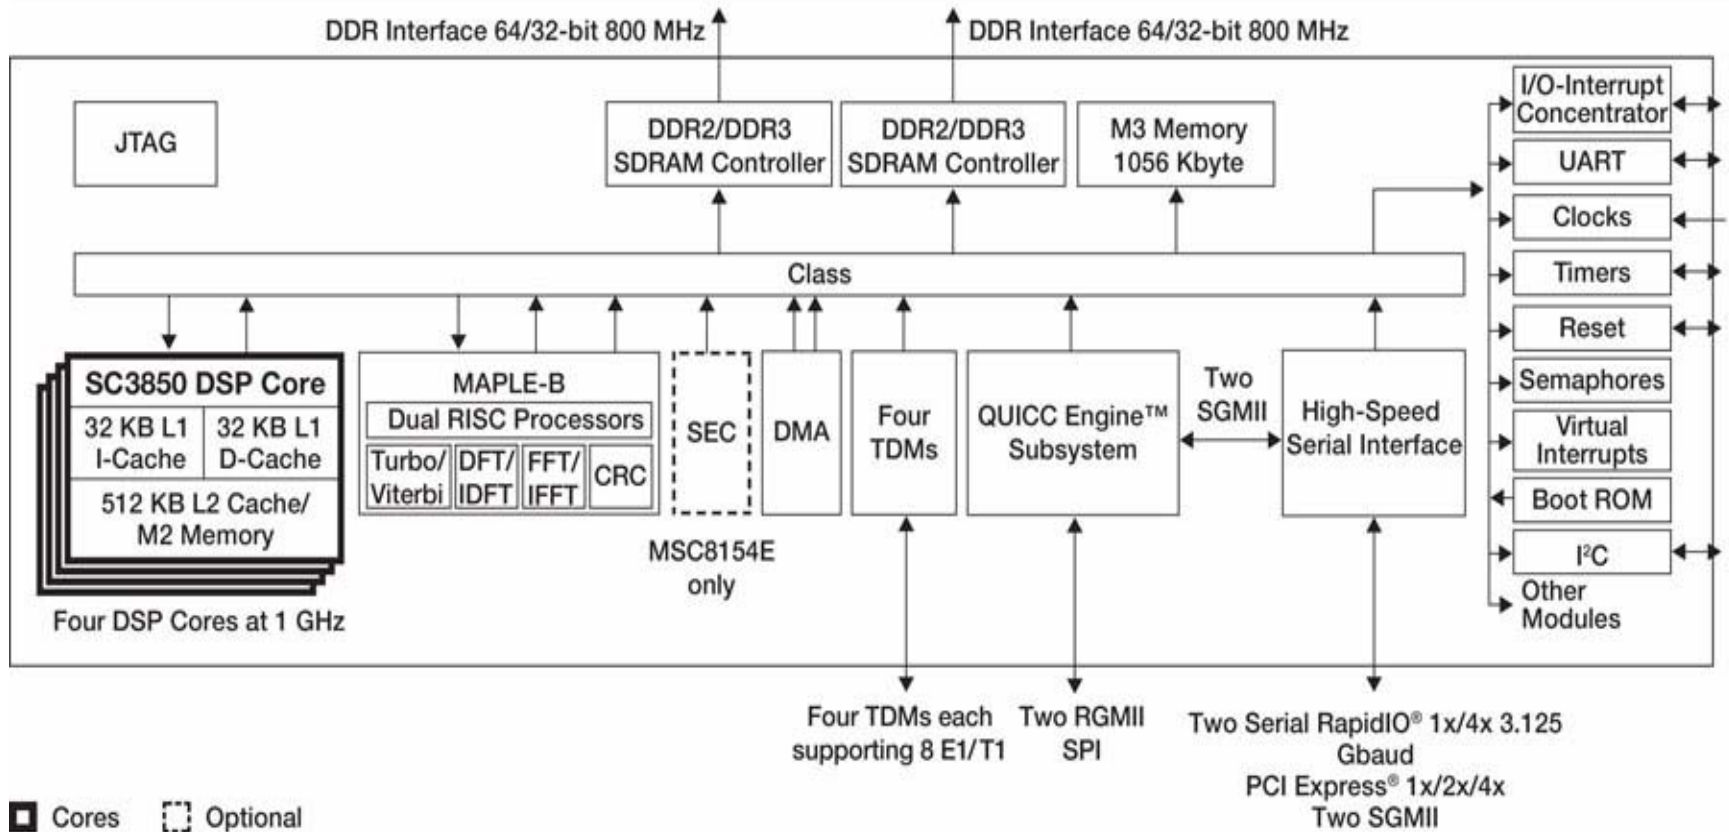 DDR Interface 64/32-bit 800 MHz
DDR Interface 64/32-bit 800 MHz
JTAG
DDR2/DDR3
SDRAM Controller
DDR2/DDR3
SDRAM Controller
M3 Memory
1056 Kbyte
I/O-Interrupt
Concentrator
UART
Clocks
Timers
Reset
Semaphores
Virtual
Interrupts
Boot ROM
I²C
Other
Modules
Class
SC3850 DSP Core
32 KB L1
I-Cache
32 KB L1
D-Cache
512 KB L2 Cache/
M2 Memory
Four DSP Cores at 1 GHz
MAPLE-B
Dual RISC Processors
Turbo/
Viterbi
DFT/
IDFT
FFT/
IFFT
CRC
SEC
MSC8154E
only
DMA
Four
TDMs
QUICC Engine™
Subsystem
Two
SGMII
High-Speed
Serial Interface
Four TDMs each
supporting 8 E1/T1
Two RGMII
SPI
Two Serial RapidIO® 1x/4x 3.125
Gbaud
PCI Express® 1x/2x/4x
Two SGMII
Cores
Optional